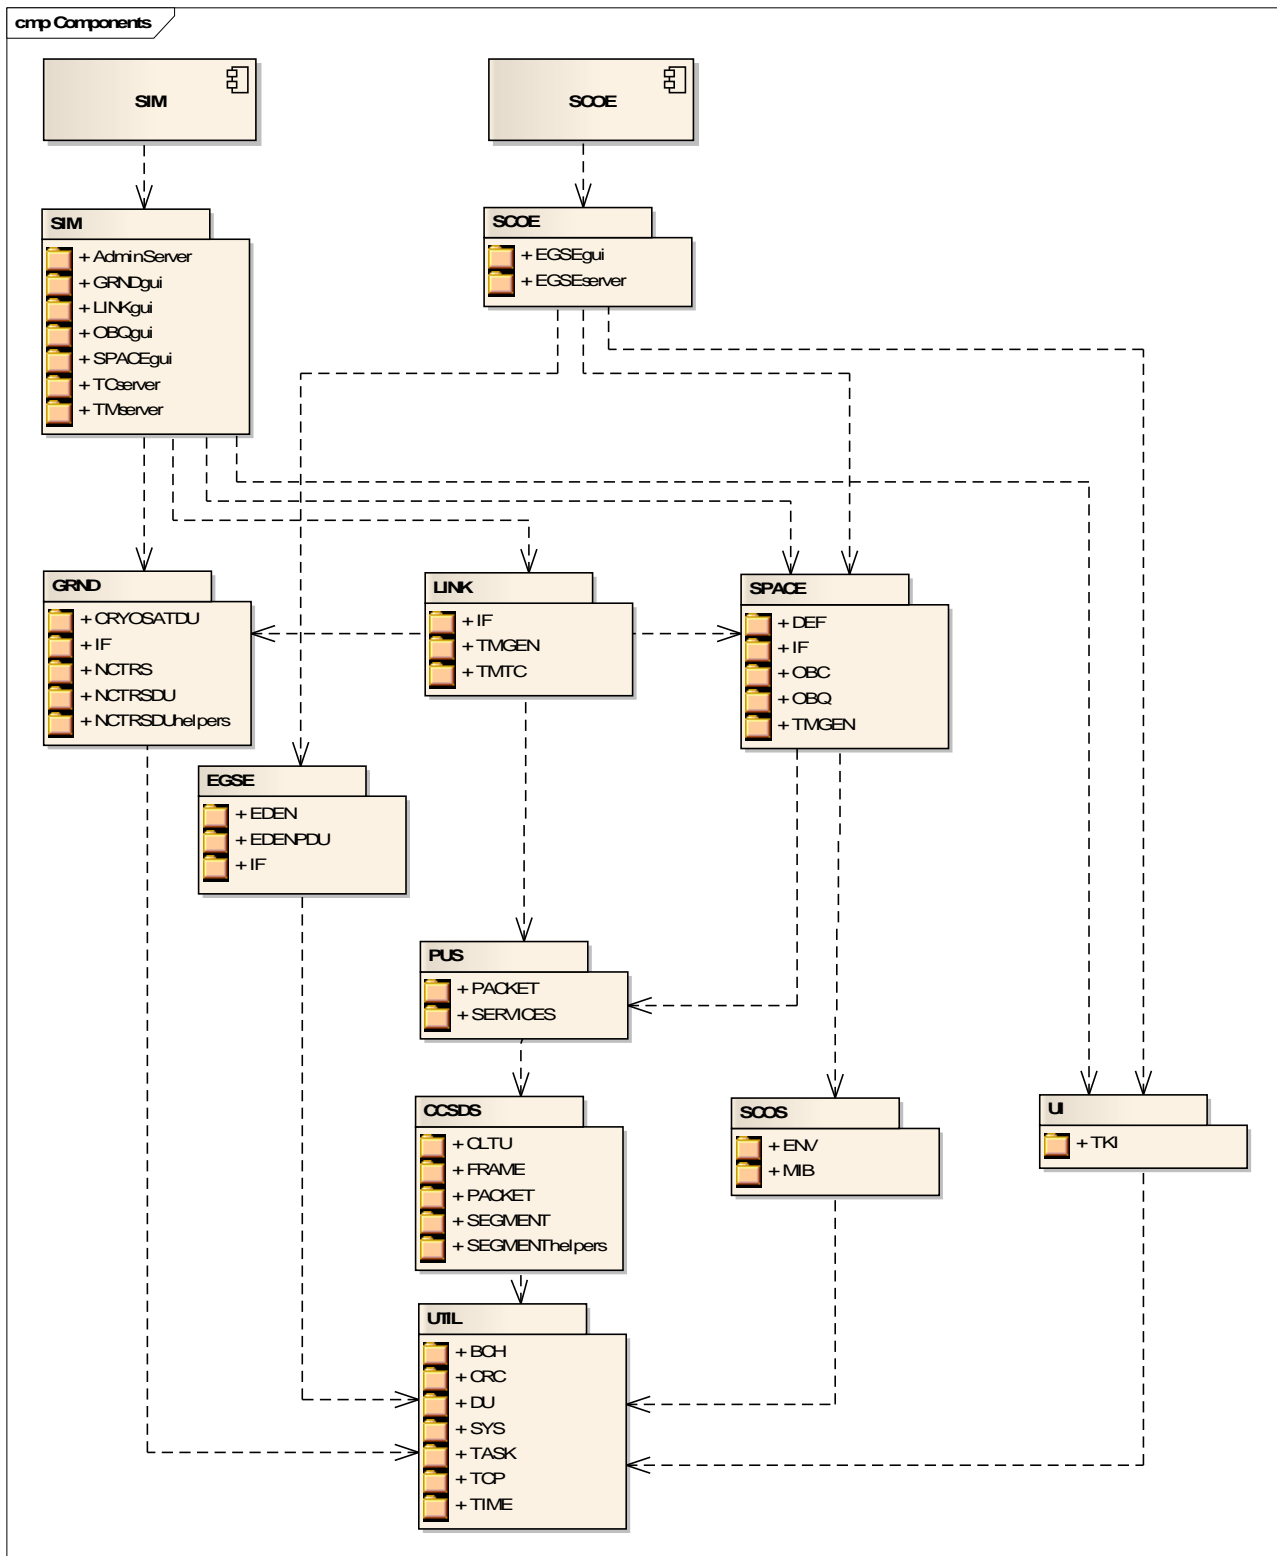 cmp Components
SIM
SCOE
SIM
+ AdminServer
+ GRNDgui
+ LINKgui
+ OBQgui
+ SPACEgui
+ TCserver
+ TMserver
SCOE
+ EGSEgui
+ EGSEserver
GRND
+ CRYOSATDU
+ IF
+ NCTRS
+ NCTRSDU
+ NCTRSDUhelpers
LINK
+ IF
+ TMGEN
+ TMTC
SPACE
+ DEF
+ IF
+ OBC
+ OBQ
+ TMGEN
EGSE
+ EDEN
+ EDENPDU
+ IF
PUS
+ PACKET
+ SERVICES
CCSDS
+ CLTU
+ FRAME
+ PACKET
+ SEGMENT
+ SEGMENThelpers
SCOS
+ ENV
+ MIB
UI
+ TKI
UTIL
+ BCH
+ CRC
+ DU
+ SYS
+ TASK
+ TCP
+ TIME